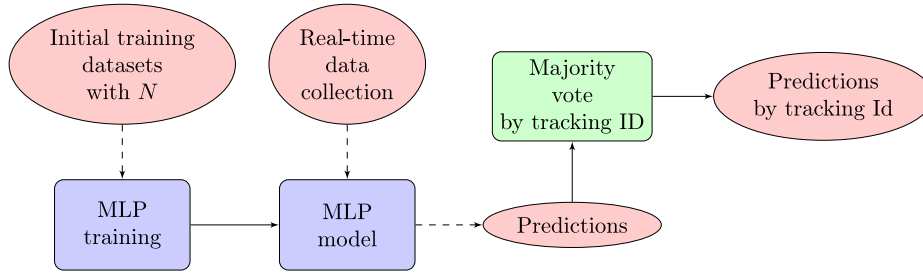 Initial training
datasets
with N
Real-time
data
collection
Majority
vote
by tracking ID
Predictions
by tracking Id
MLP
training
MLP
model
Predictions